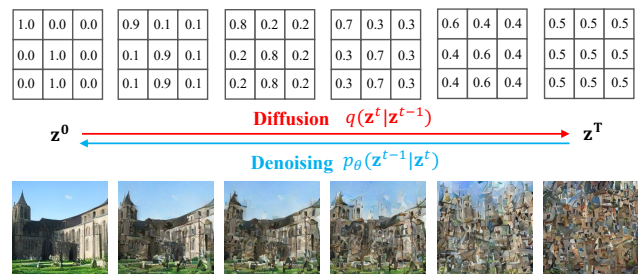 1.0 0.0 0.0 0.9 0.1 0.1 0.8 0.2 0.2 0.7 0.3 0.3 0.6 0.4 0.4 0.5 0.5 0.5
0.0 1.0 0.0 0.1 0.9 0.1 0.2 0.8 0.2 0.3 0.7 0.3 0.4 0.6 0.4 0.5 0.5 0.5
0.0 1.0 0.0 0.1 0.9 0.1 0.2 0.8 0.2 0.3 0.7 0.3 0.4 0.6 0.4 0.5 0.5 0.5
Diffusion q(z^t|z^{t-1})
z^0 z^T
Denoising p_θ(z^{t-1}|z^t)